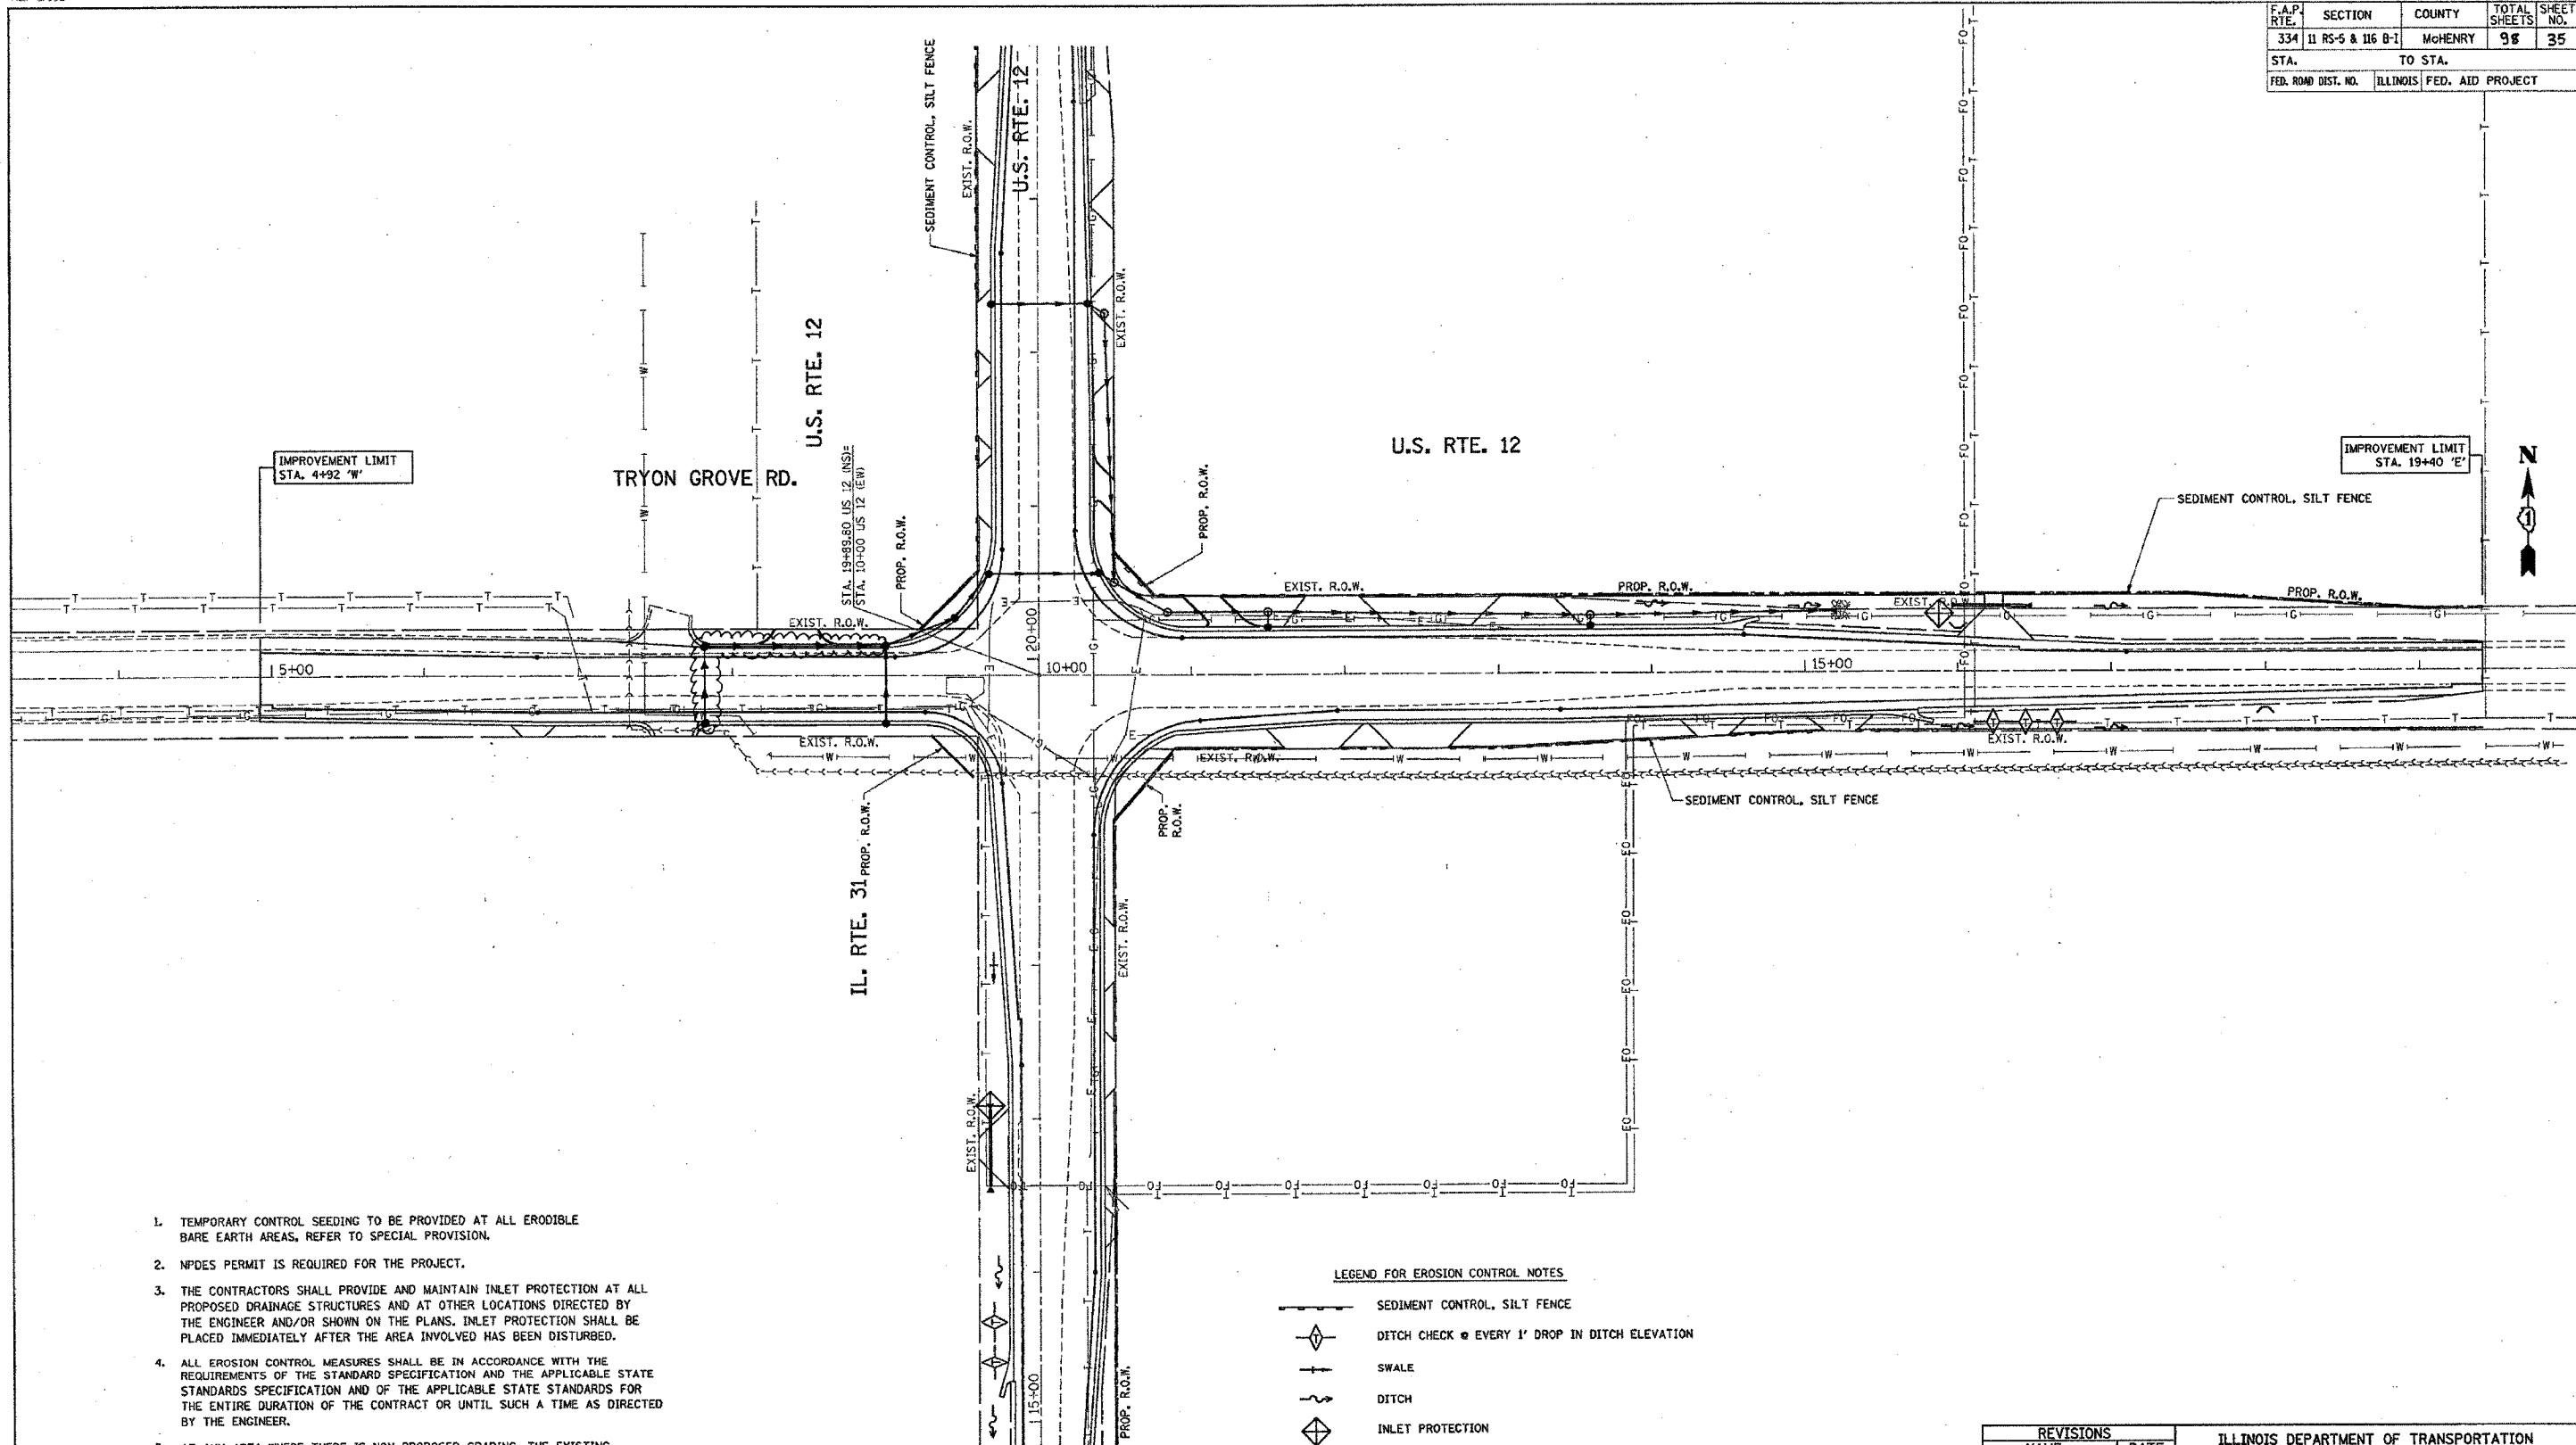 F.A.P. RTE. SECTION COUNTY TOTAL SHEETS SHEET NO.
334 11 RS-5 & 116 B-1 McHENRY 98 35
STA. TO STA.
FED. ROAD DIST. NO. ILLINOIS FED. AID PROJECT
SEDIMENT CONTROL, SILT FENCE
EXIST. R.O.W.
U.S. RTE. 12
EXIST. R.O.W.
U.S. RTE. 12
TRYON GROVE RD.
IMPROVEMENT LIMIT
STA. 4+92 'W'
STA. 19+89.80 US 12 (NS)=
STA. 10+00 US 12 (EW)
PROP. R.O.W.
PROP. R.O.W.
U.S. RTE. 12
IMPROVEMENT LIMIT
STA. 19+40 'E'
N
SEDIMENT CONTROL, SILT FENCE
EXIST. R.O.W.
PROP. R.O.W.
EXIST. R.O.W.
PROP. R.O.W.
EXIST. R.O.W.
5+00
20+00
10+00
15+00
EXIST. R.O.W.
EXIST. R.O.W.
EXIST. R.O.W.
SEDIMENT CONTROL, SILT FENCE
PROP. R.O.W.
IL. RTE. 31
PROP.
R.O.W.
EXIST. R.O.W.
EXIST. R.O.W.
15+00
PROP. R.O.W.
1. TEMPORARY CONTROL SEEDING TO BE PROVIDED AT ALL ERODIBLE
BARE EARTH AREAS. REFER TO SPECIAL PROVISION.
2. NPDES PERMIT IS REQUIRED FOR THE PROJECT.
3. THE CONTRACTORS SHALL PROVIDE AND MAINTAIN INLET PROTECTION AT ALL
PROPOSED DRAINAGE STRUCTURES AND AT OTHER LOCATIONS DIRECTED BY
THE ENGINEER AND/OR SHOWN ON THE PLANS. INLET PROTECTION SHALL BE
PLACED IMMEDIATELY AFTER THE AREA INVOLVED HAS BEEN DISTURBED.
4. ALL EROSION CONTROL MEASURES SHALL BE IN ACCORDANCE WITH THE
REQUIREMENTS OF THE STANDARD SPECIFICATION AND THE APPLICABLE STATE
STANDARDS SPECIFICATION AND OF THE APPLICABLE STATE STANDARDS FOR
THE ENTIRE DURATION OF THE CONTRACT OR UNTIL SUCH A TIME AS DIRECTED
BY THE ENGINEER.
LEGEND FOR EROSION CONTROL NOTES
SEDIMENT CONTROL, SILT FENCE
DITCH CHECK @ EVERY 1' DROP IN DITCH ELEVATION
SWALE
DITCH
INLET PROTECTION
REVISIONS
ILLINOIS DEPARTMENT OF TRANSPORTATION